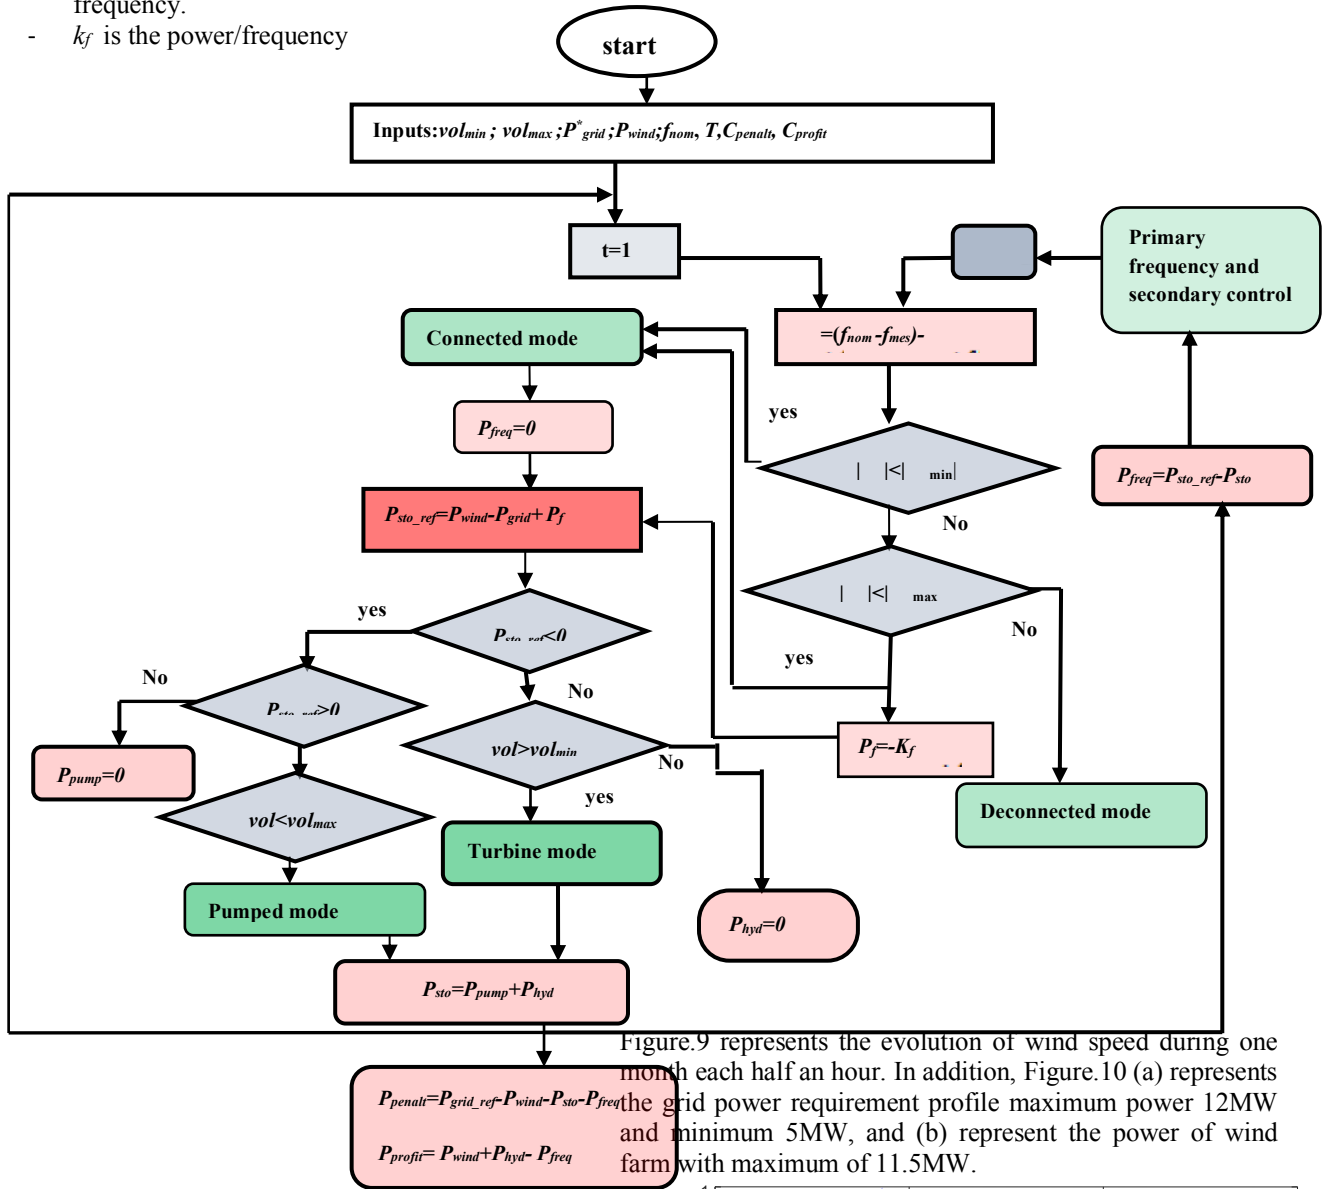 frequency.
- kf is the power/frequency
start
Inputs:volmin ; volmax ;P*grid ;Pwind;fnom, T,Cpenalt, Cprofit
t=1
Primary
frequency and
secondary control
=(fnom -fmes)-
Connected mode
yes
Pfreq=0
| |<| min|
Pfreq=Psto_ref-Psto
Psto_ref=Pwind-Pgrid+ Pf
No
| |<| max
yes
Psto_ref<0
No
yes
No
No
Psto_ref>0
vol>volmin
Pf=-Kf
No
Ppump=0
yes
Deconnected mode
vol<volmax
Turbine mode
Pumped mode
Phyd=0
Psto=Ppump+Phyd
Figure.9 represents the evolution of wind speed during one
month each half an hour. In addition, Figure.10 (a) represents
the grid power requirement profile maximum power 12MW
and minimum 5MW, and (b) represent the power of wind
farm with maximum of 11.5MW.
Ppenalt=Pgrid_ref-Pwind-Psto-Pfreq
Pprofit= Pwind+Phyd- Pfreq
1